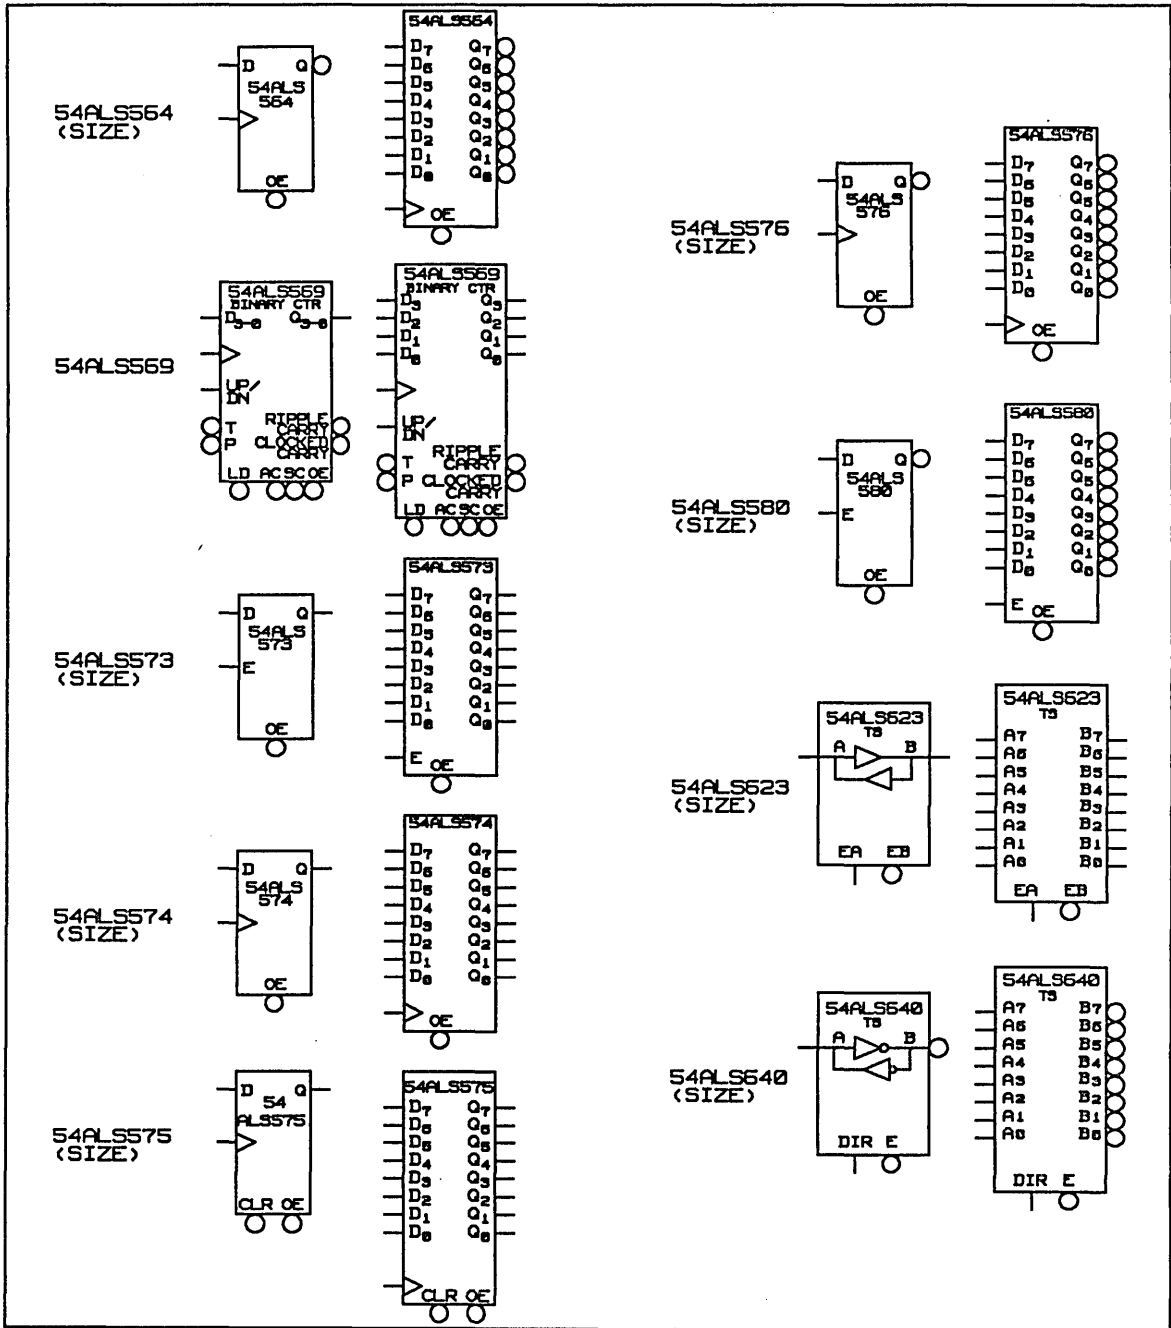 54ALS564
(SIZE)
D Q
54ALS
564
OE
54ALS564
D7 Q7
D6 Q6
D5 Q5
D4 Q4
D3 Q3
D2 Q2
D1 Q1
D0 Q0
OE
54ALS569
54ALS569
BINARY CTR
D3-0 Q3-0
UP/
DN
RIPPLE
T CARRY
P CLOCKED
CARRY
LD AC SC OE
54ALS569
BINARY CTR
D3 Q3
D2 Q2
D1 Q1
D0 Q0
UP/
DN
RIPPLE
T CARRY
P CLOCKED
CARRY
LD AC SC OE
54ALS573
(SIZE)
D Q
54ALS
573
E
OE
54ALS573
D7 Q7
D6 Q6
D5 Q5
D4 Q4
D3 Q3
D2 Q2
D1 Q1
D0 Q0
E OE
54ALS574
(SIZE)
D Q
54ALS
574
OE
54ALS574
D7 Q7
D6 Q6
D5 Q5
D4 Q4
D3 Q3
D2 Q2
D1 Q1
D0 Q0
OE
54ALS575
(SIZE)
D Q
54
ALS575
CLR OE
54ALS575
D7 Q7
D6 Q6
D5 Q5
D4 Q4
D3 Q3
D2 Q2
D1 Q1
D0 Q0
CLR OE
54ALS576
(SIZE)
D Q
54ALS
576
OE
54ALS576
D7 Q7
D6 Q6
D5 Q5
D4 Q4
D3 Q3
D2 Q2
D1 Q1
D0 Q0
OE
54ALS580
(SIZE)
D Q
54ALS
580
E
OE
54ALS580
D7 Q7
D6 Q6
D5 Q5
D4 Q4
D3 Q3
D2 Q2
D1 Q1
D0 Q0
E OE
54ALS623
(SIZE)
54ALS623
TS
A B
EA EB
54ALS623
TS
A7 B7
A6 B6
A5 B5
A4 B4
A3 B3
A2 B2
A1 B1
A0 B0
EA EB
54ALS640
(SIZE)
54ALS640
TS
A B
DIR E
54ALS640
TS
A7 B7
A6 B6
A5 B5
A4 B4
A3 B3
A2 B2
A1 B1
A0 B0
DIR E